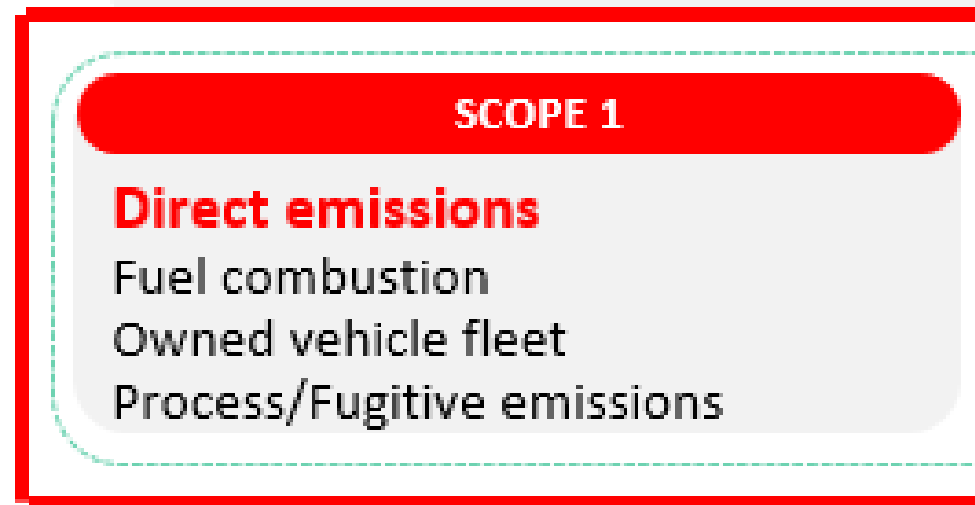 SCOPE 1
Direct emissions
Fuel combustion
Owned vehicle fleet
Process/Fugitive emissions